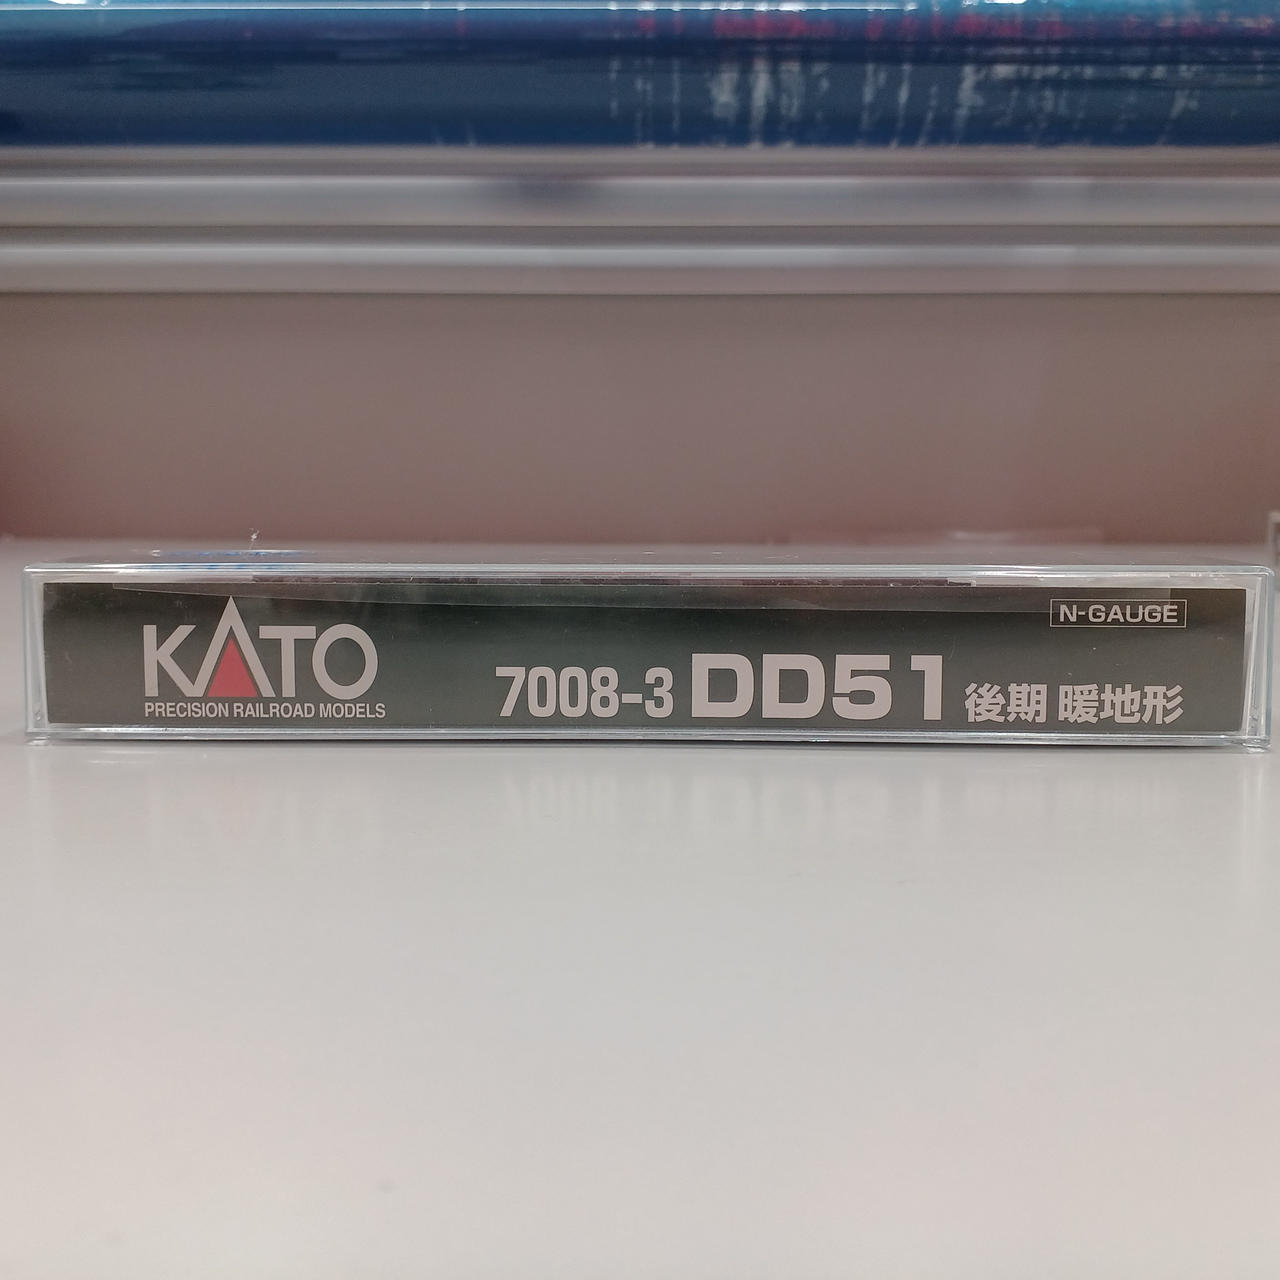 KATO
PRECISION RAILROAD MODELS
N-GAUGE
7008-3 DD51 後期 暖地形